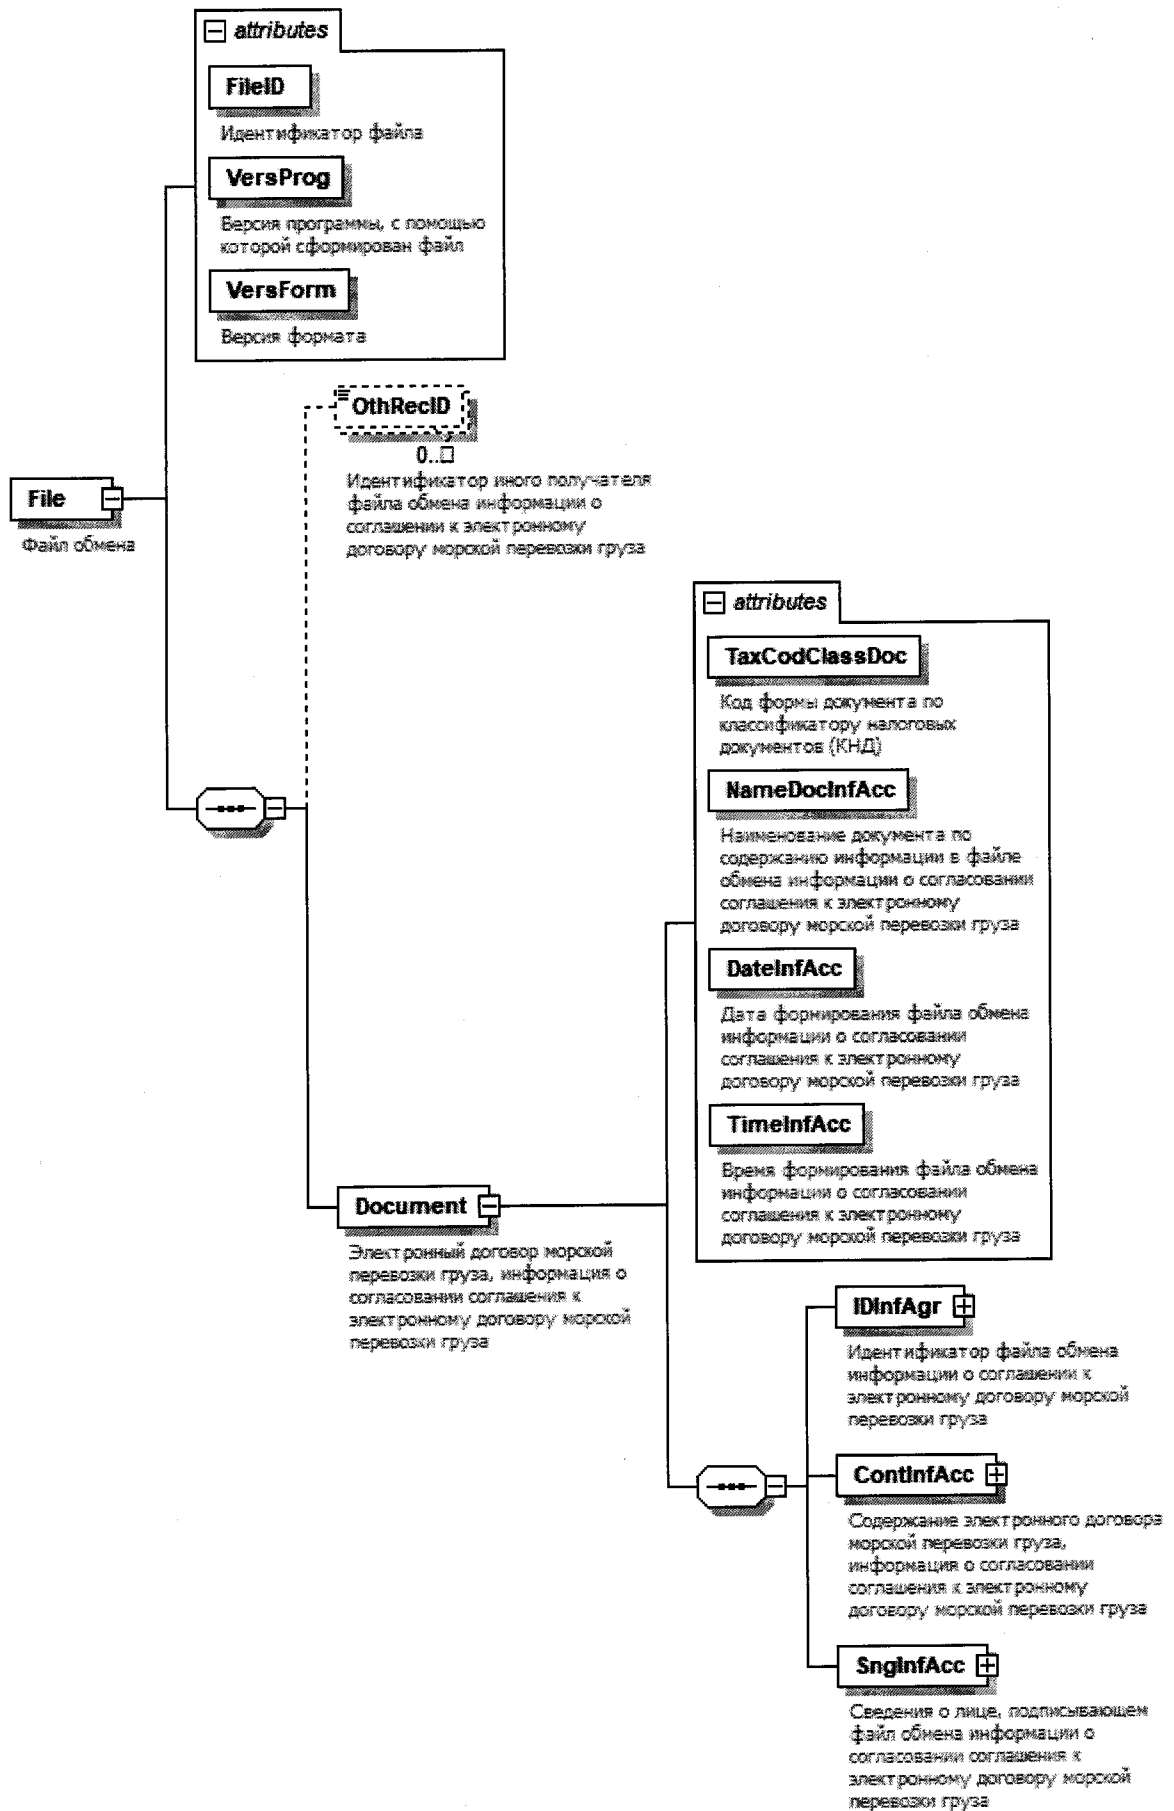 attributes
FileID
Идентификатор файла
VersProg
Версия программы, с помощью
которой сформирован файл
VersForm
Версия формата
OthRecID
0..□
Идентификатор иного получателя
файла обмена информации о
соглашении к электронному
договору морской перевозки груза
File
Файл обмена
attributes
TaxCodClassDoc
Код формы документа по
классификатору налоговых
документов (КНД)
NameDocInfAcc
Наименование документа по
содержанию информации в файле
обмена информации о согласовании
соглашения к электронному
договору морской перевозки груза
DateInfAcc
Дата формирования файла обмена
информации о согласовании
соглашения к электронному
договору морской перевозки груза
TimeInfAcc
Время формирования файла обмена
информации о согласовании
соглашения к электронному
договору морской перевозки груза
Document
Электронный договор морской
перевозки груза, информация о
согласовании соглашения к
электронному договору морской
перевозки груза
IDInfAgr
Идентификатор файла обмена
информации о соглашении к
электронному договору морской
перевозки груза
ContInfAcc
Содержание электронного договора
морской перевозки груза,
информация о согласовании
соглашения к электронному
договору морской перевозки груза
SngInfAcc
Сведения о лице, подписывающем
файл обмена информации о
согласовании соглашения к
электронному договору морской
перевозки груза